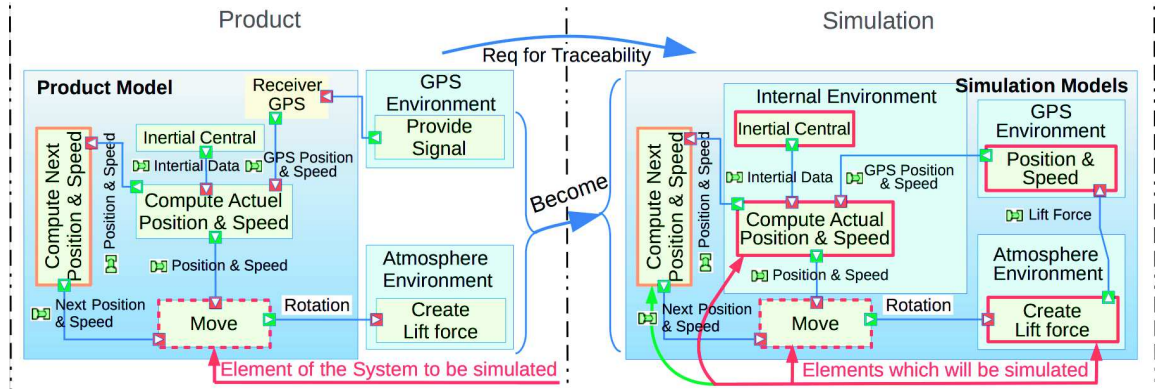 Product
Simulation
Req for Traceability
Product Model
Receiver
GPS
GPS
Environment
Provide
Signal
Inertial Central
Intertial Data
GPS Position
& Speed
Compute Next
Position & Speed
Position & Speed
Compute Actuel
Position & Speed
Position & Speed
Next Position
& Speed
Move
Rotation
Atmosphere
Environment
Create
Lift force
Element of the System to be simulated
Become
Simulation Models
Internal Environment
Inertial Central
GPS
Environment
Position &
Speed
Intertial Data
GPS Position
& Speed
Compute Next
Position & Speed
Position & Speed
Compute Actual
Position & Speed
Lift Force
Position & Speed
Next Position
& Speed
Move
Rotation
Atmosphere
Environment
Create
Lift force
Elements which will be simulated